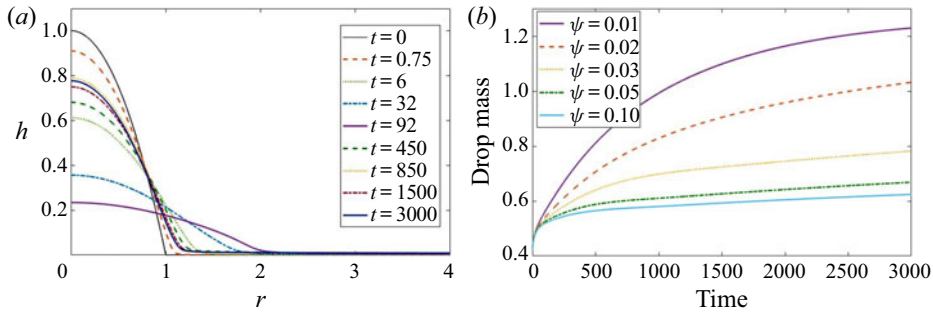 (a)
1.0
0.8
0.6
0.4
0.2
h
0
1
2
3
4
r
t = 0
t = 0.75
t = 6
t = 32
t = 92
t = 450
t = 850
t = 1500
t = 3000
(b)
1.2
1.0
0.8
0.6
0.4
Drop mass
0
500
1000
1500
2000
2500
3000
Time
ψ = 0.01
ψ = 0.02
ψ = 0.03
ψ = 0.05
ψ = 0.10